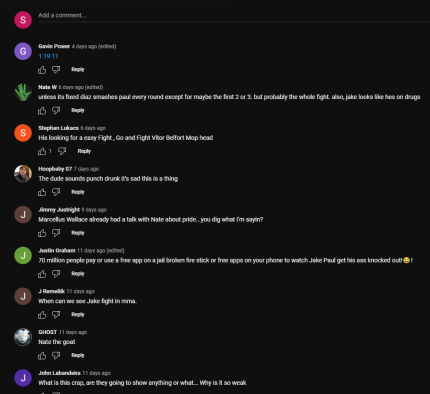 S
Add a comment...
G
Gavin Power 4 days ago (edited)
1:19:11
Reply
Nate W 6 days ago (edited)
unless its fixed diaz smashes paul every round except for maybe the first 2 or 3. but probably the whole fight. also, jake looks like hes on drugs
Reply
S
Stephan Lukacs 6 days ago
His looking for a easy Fight , Go and Fight Vitor Belfort Mop head
1
Reply
Hoopbaby 07 7 days ago
The dude sounds punch drunk it's sad this is a thing
Reply
J
Jimmy Justright 9 days ago
Marcellus Wallace already had a talk with Nate about pride...you dig what I'm sayin?
Reply
J
Justin Graham 11 days ago (edited)
70 million people pay or use a free app on a jail broken fire stick or free apps on your phone to watch Jake Paul get his ass knocked out!😂!
Reply
J
J Remeliik 11 days ago
When can we see Jake fight in mma.
Reply
GHOST 11 days ago
Nate the goat
Reply
J
John Labandeira 11 days ago
What is this crap, are they going to show anything or what... Why is it so weak